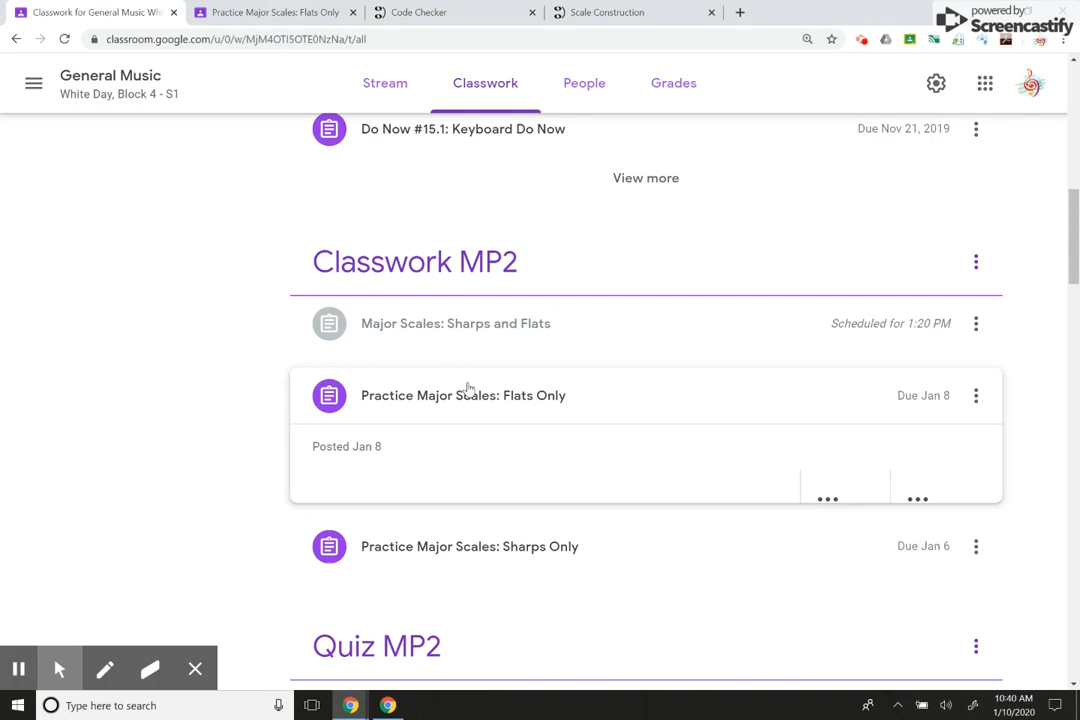 Classroom for General Music Whi
Practice Major Scales: Flats Only
Code Checker
Scale Construction
powered by
Screencastify
classroom.google.com/u/0/w/MjM4OTI5OTE0NzNa/t/all
General Music
White Day, Block 4 - S1
Stream
Classwork
People
Grades
Do Now #15.1: Keyboard Do Now
Due Nov 21, 2019
View more
Classwork MP2
Major Scales: Sharps and Flats
Scheduled for 1:20 PM
Practice Major Scales: Flats Only
Due Jan 8
Posted Jan 8
Practice Major Scales: Sharps Only
Due Jan 6
Quiz MP2
Type here to search
10:40 AM
1/10/2020